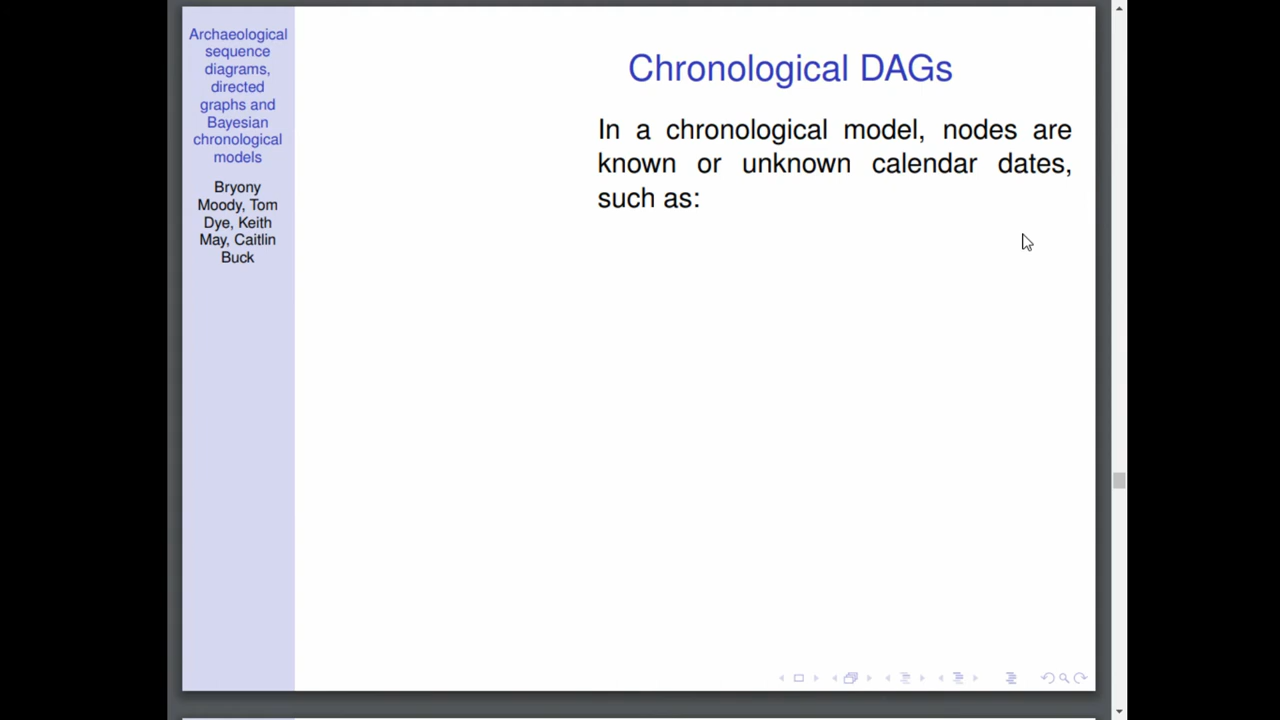 Archaeological
sequence
diagrams,
directed
graphs and
Bayesian
chronological
models
Bryony
Moody, Tom
Dye, Keith
May, Caitlin
Buck
Chronological DAGs
In a chronological model, nodes are
known or unknown calendar dates,
such as: